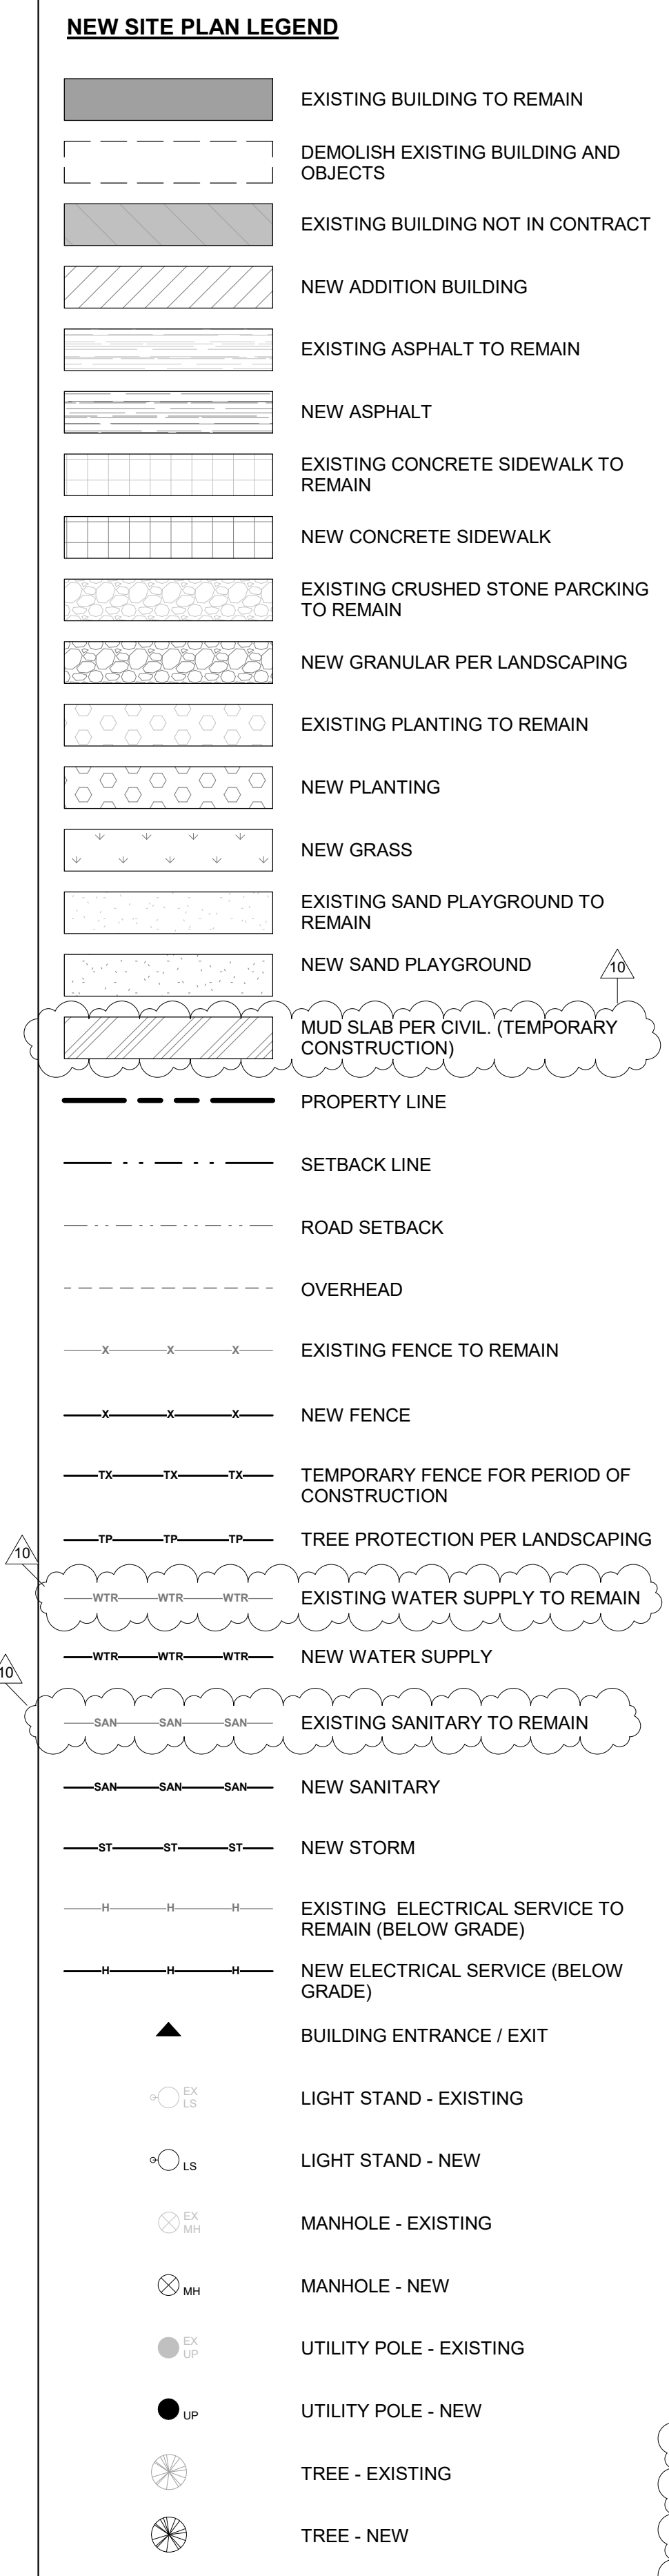 NEW SITE PLAN LEGEND
EXISTING BUILDING TO REMAIN
DEMOLISH EXISTING BUILDING AND
OBJECTS
EXISTING BUILDING NOT IN CONTRACT
NEW ADDITION BUILDING
EXISTING ASPHALT TO REMAIN
NEW ASPHALT
EXISTING CONCRETE SIDEWALK TO
REMAIN
NEW CONCRETE SIDEWALK
EXISTING CRUSHED STONE PARCKING
TO REMAIN
NEW GRANULAR PER LANDSCAPING
EXISTING PLANTING TO REMAIN
NEW PLANTING
NEW GRASS
EXISTING SAND PLAYGROUND TO
REMAIN
NEW SAND PLAYGROUND
10
MUD SLAB PER CIVIL. (TEMPORARY
CONSTRUCTION)
PROPERTY LINE
SETBACK LINE
ROAD SETBACK
OVERHEAD
X X X EXISTING FENCE TO REMAIN
X X X NEW FENCE
TX TX TX TEMPORARY FENCE FOR PERIOD OF
CONSTRUCTION
TP TP TP TREE PROTECTION PER LANDSCAPING
10
WTR WTR WTR EXISTING WATER SUPPLY TO REMAIN
WTR WTR WTR NEW WATER SUPPLY
10
SAN SAN SAN EXISTING SANITARY TO REMAIN
SAN SAN SAN NEW SANITARY
ST ST ST NEW STORM
H H H EXISTING ELECTRICAL SERVICE TO
REMAIN (BELOW GRADE)
H H H NEW ELECTRICAL SERVICE (BELOW
GRADE)
BUILDING ENTRANCE / EXIT
EX
LS
LIGHT STAND - EXISTING
LS LIGHT STAND - NEW
EX
MH
MANHOLE - EXISTING
MH MANHOLE - NEW
EX
UP
UTILITY POLE - EXISTING
UP UTILITY POLE - NEW
TREE - EXISTING
TREE - NEW